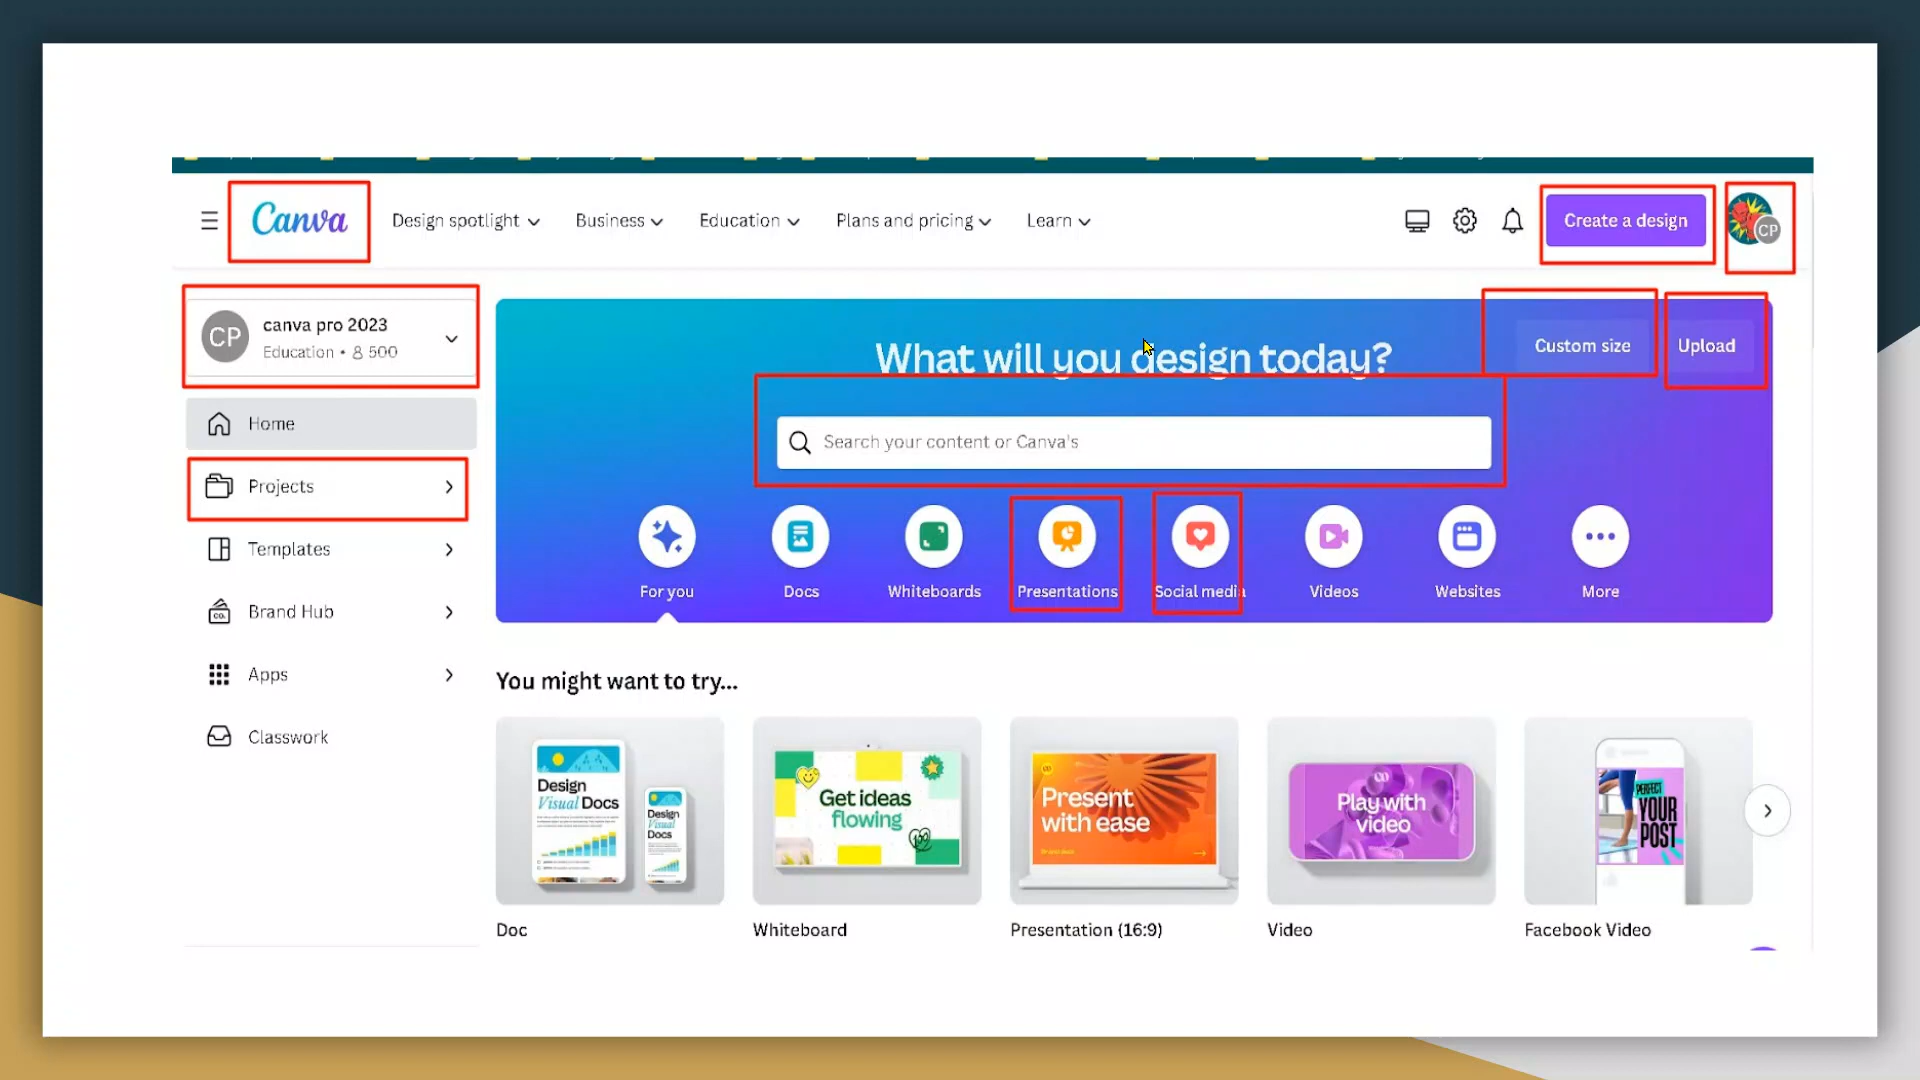 Canva
Design spotlight
Business
Education
Plans and pricing
Learn
Create a design
CP
CP
canva pro 2023
Education • 500
Home
Projects
Templates
Brand Hub
CO.
Apps
Classwork
What will you design today?
Custom size
Upload
Search your content or Canva's
For you
Docs
Whiteboards
Presentations
Social media
Videos
Websites
More
You might want to try...
Design
Visual Docs
Design
Visual
Docs
Doc
Get ideas
flowing
100
Whiteboard
Present
with ease
Presentation (16:9)
Play with
video
Video
PERFECT
YOUR
POST
Facebook Video